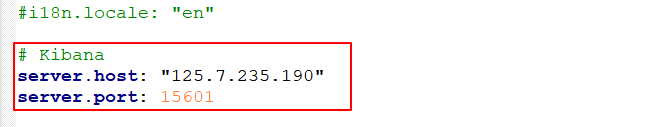 #i18n.locale: "en"
# Kibana
server.host: "125.7.235.190"
server.port: 15601